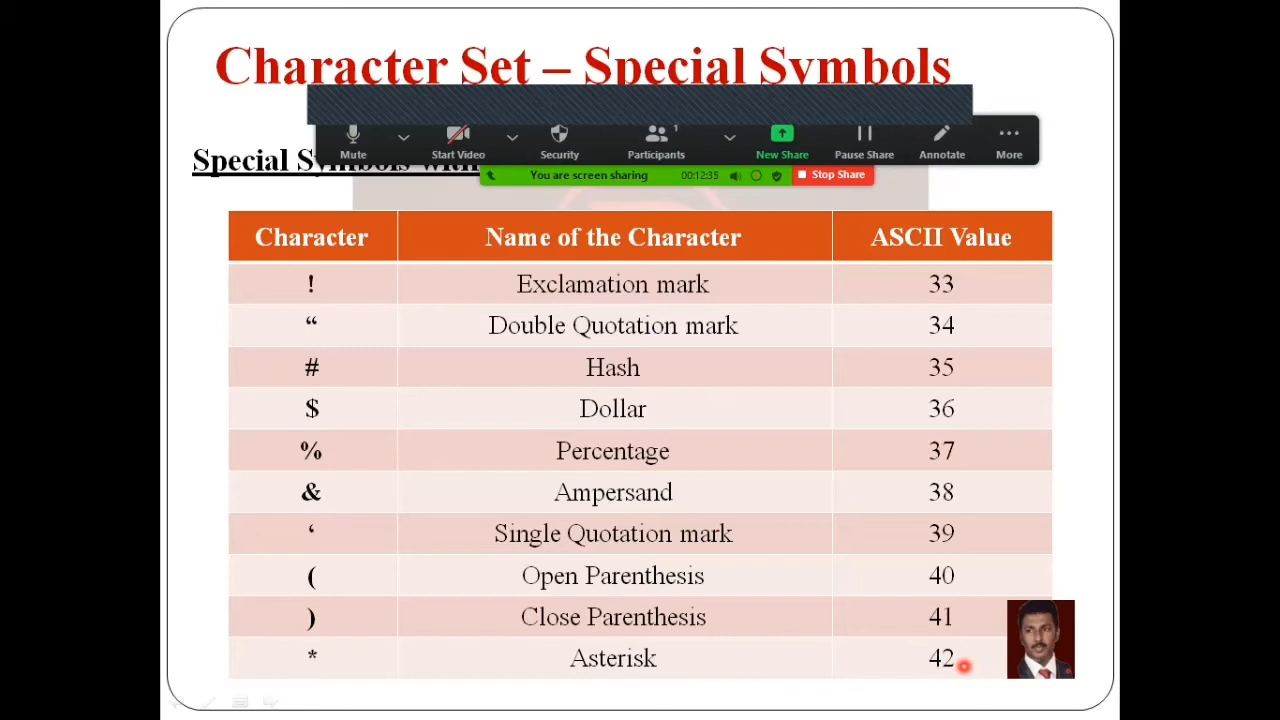 Character Set – Special Symbols
Mute
Start Video
Security
Participants
1
New Share
Pause Share
Annotate
More
Special Symbols with
You are screen sharing
00:12:35
Stop Share
Character Name of the Character ASCII Value
! Exclamation mark 33
“ Double Quotation mark 34
# Hash 35
$ Dollar 36
% Percentage 37
& Ampersand 38
‘ Single Quotation mark 39
( Open Parenthesis 40
) Close Parenthesis 41
* Asterisk 42